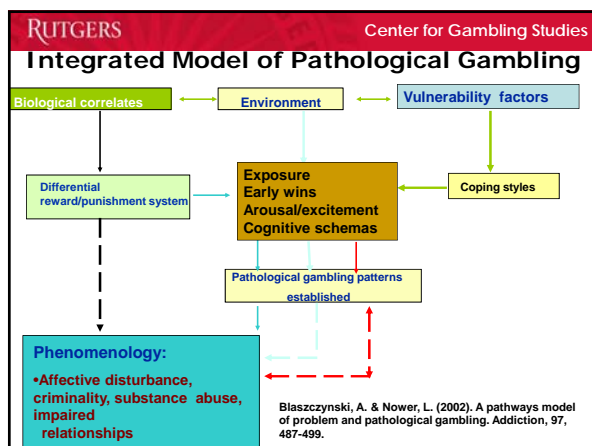 RUTGERS
Center for Gambling Studies
Integrated Model of Pathological Gambling
Biological correlates
Environment
Vulnerability factors
Differential
reward/punishment system
Exposure
Early wins
Arousal/excitement
Cognitive schemas
Coping styles
Pathological gambling patterns
established
Phenomenology:
•Affective disturbance,
criminality, substance abuse,
impaired
relationships
Blaszczynski, A. & Nower, L. (2002). A pathways model
of problem and pathological gambling. Addiction, 97,
487-499.